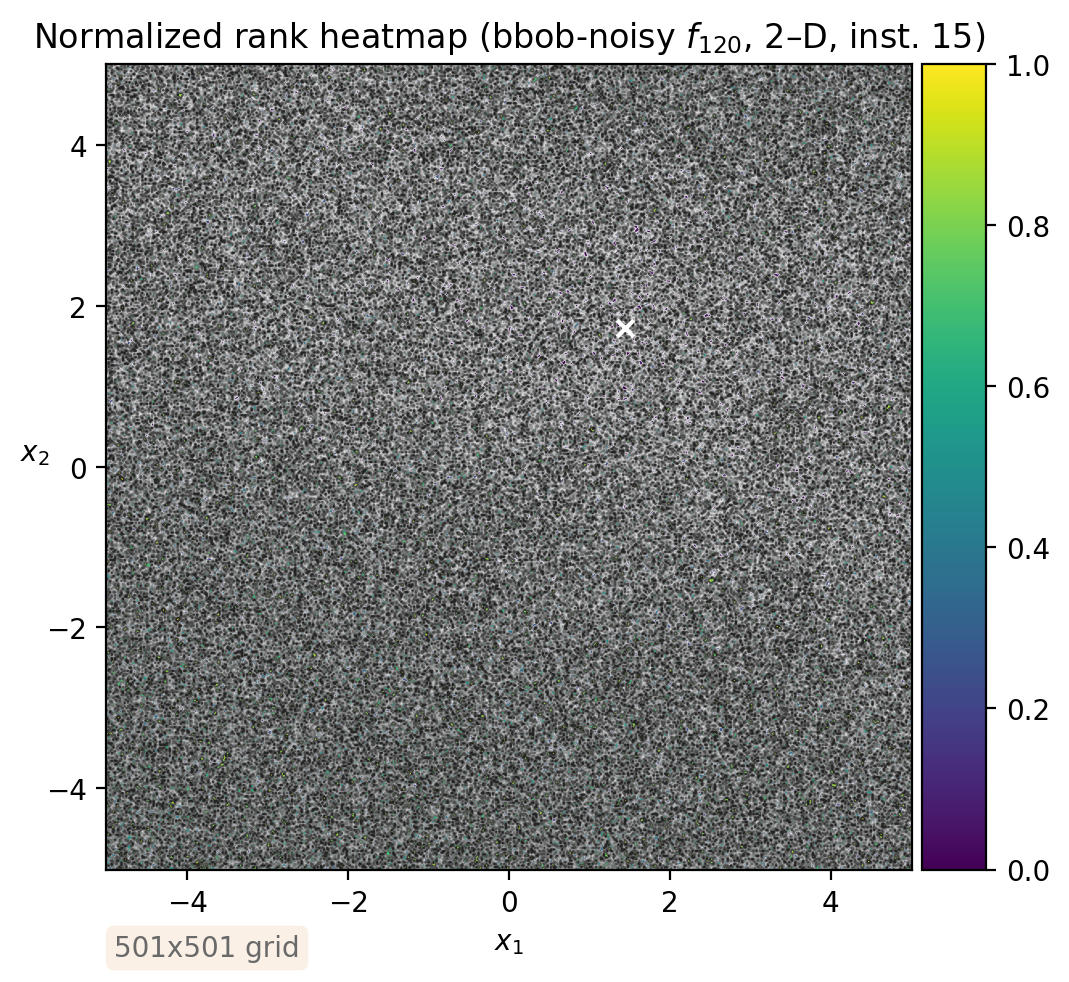 Normalized rank heatmap (bbob-noisy f₁₂₀, 2–D, inst. 15)
1.0
0.8
0.6
0.4
0.2
0.0
4
2
0
−2
−4
x₂
−4 −2 0 2 4
x₁
501x501 grid